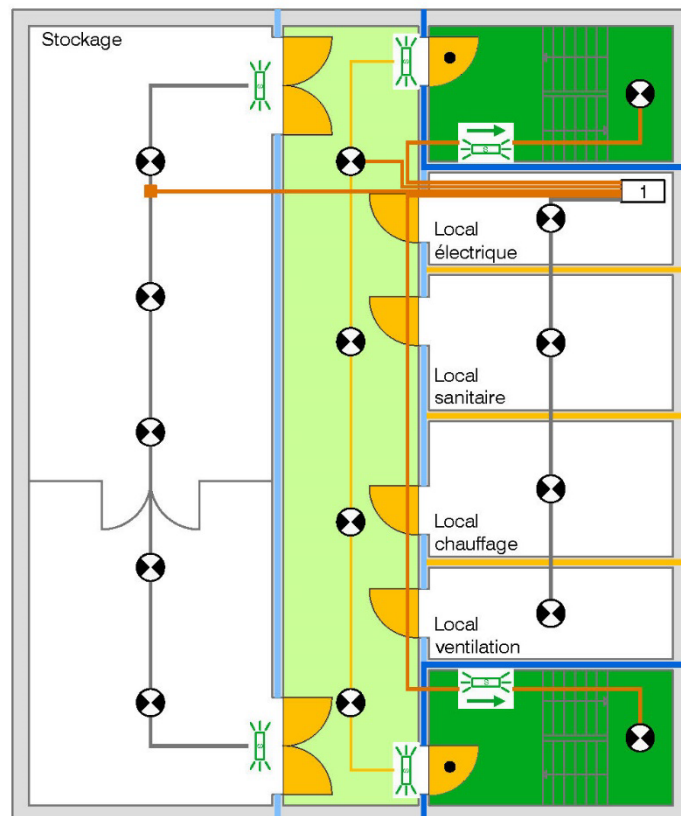 Stockage
1
Local
électrique
Local
sanitaire
Local
chauffage
Local
ventilation